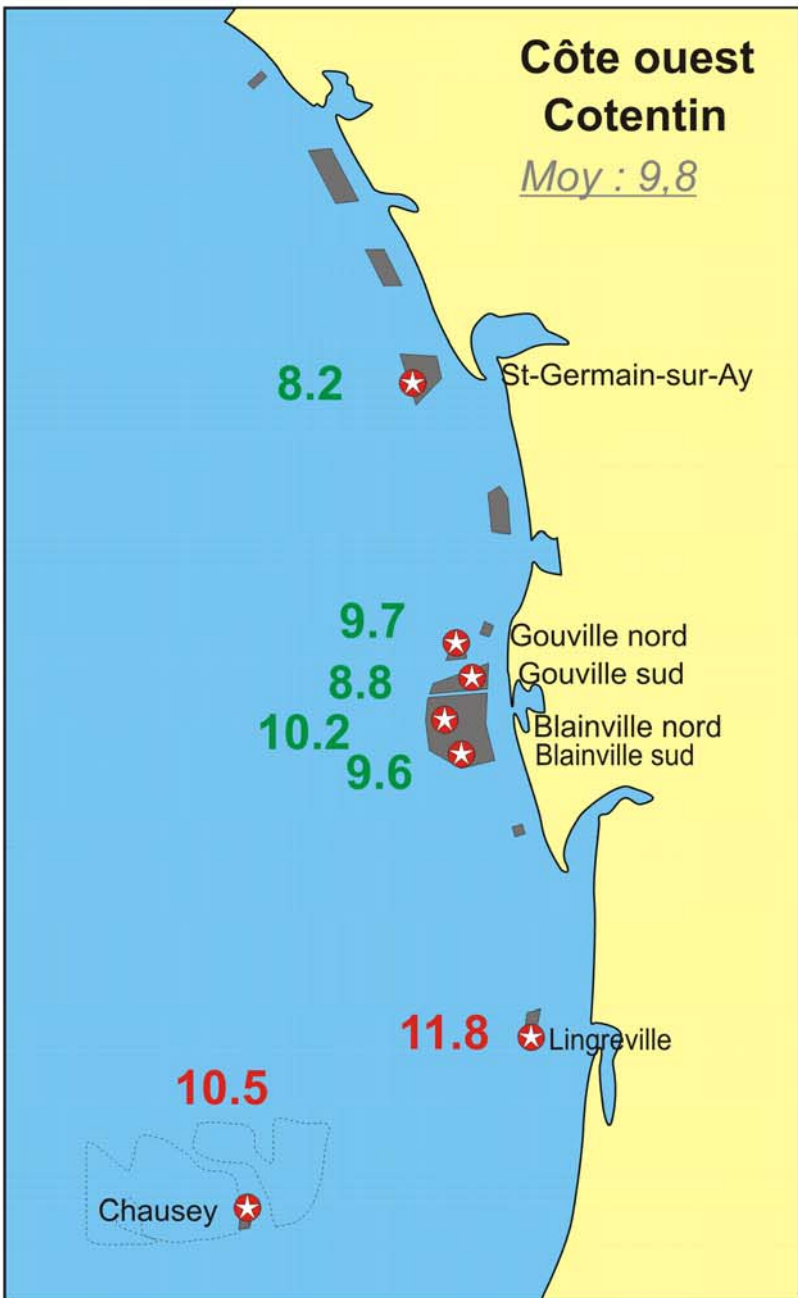 Côte ouest
Cotentin
Moy : 9,8
8.2
St-Germain-sur-Ay
9.7
Gouville nord
8.8
Gouville sud
10.2
Blainville nord
9.6
Blainville sud
11.8
Lingreville
10.5
Chausey